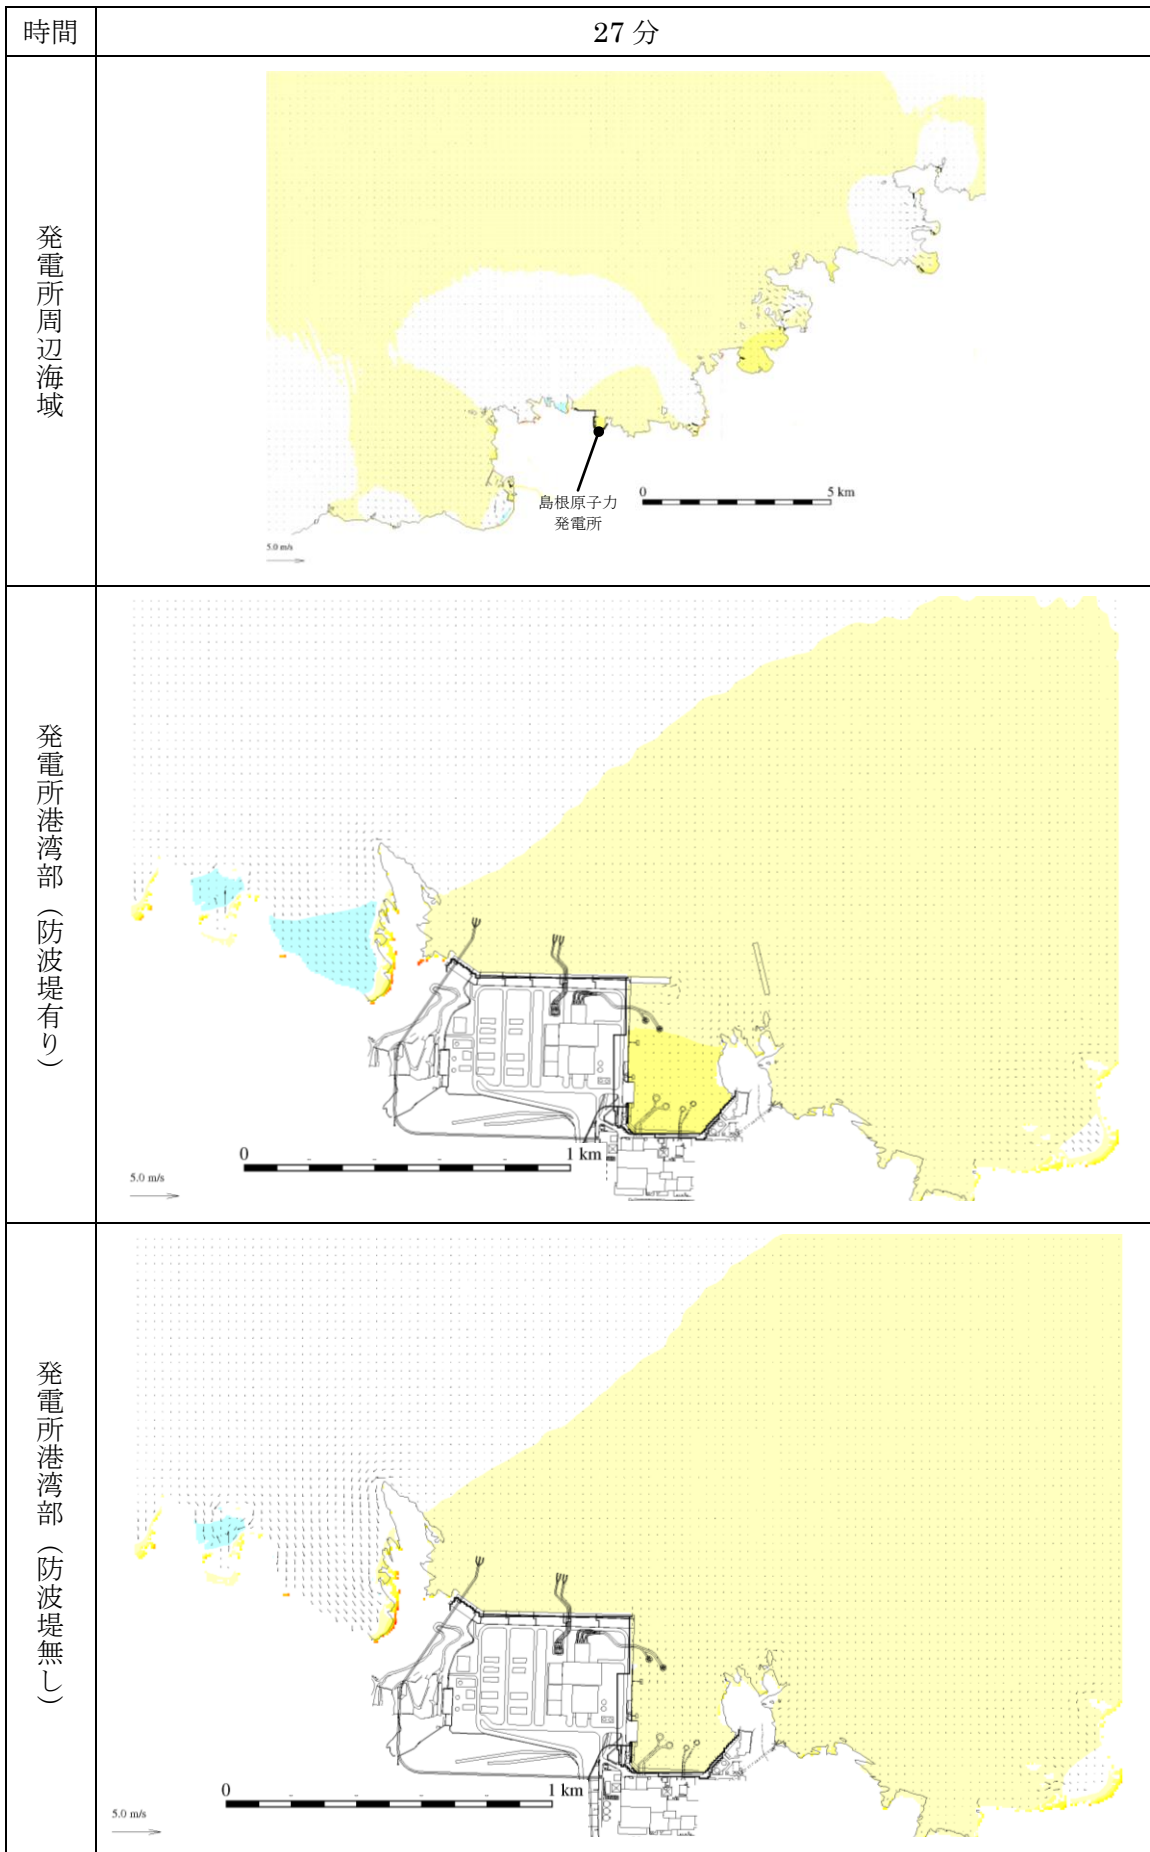 時間
27 分
発電所周辺海域
島根原子力
発電所
0
5 km
5.0 m/s
発電所港湾部（防波堤有り）
0
1 km
5.0 m/s
発電所港湾部（防波堤無し）
0
1 km
5.0 m/s